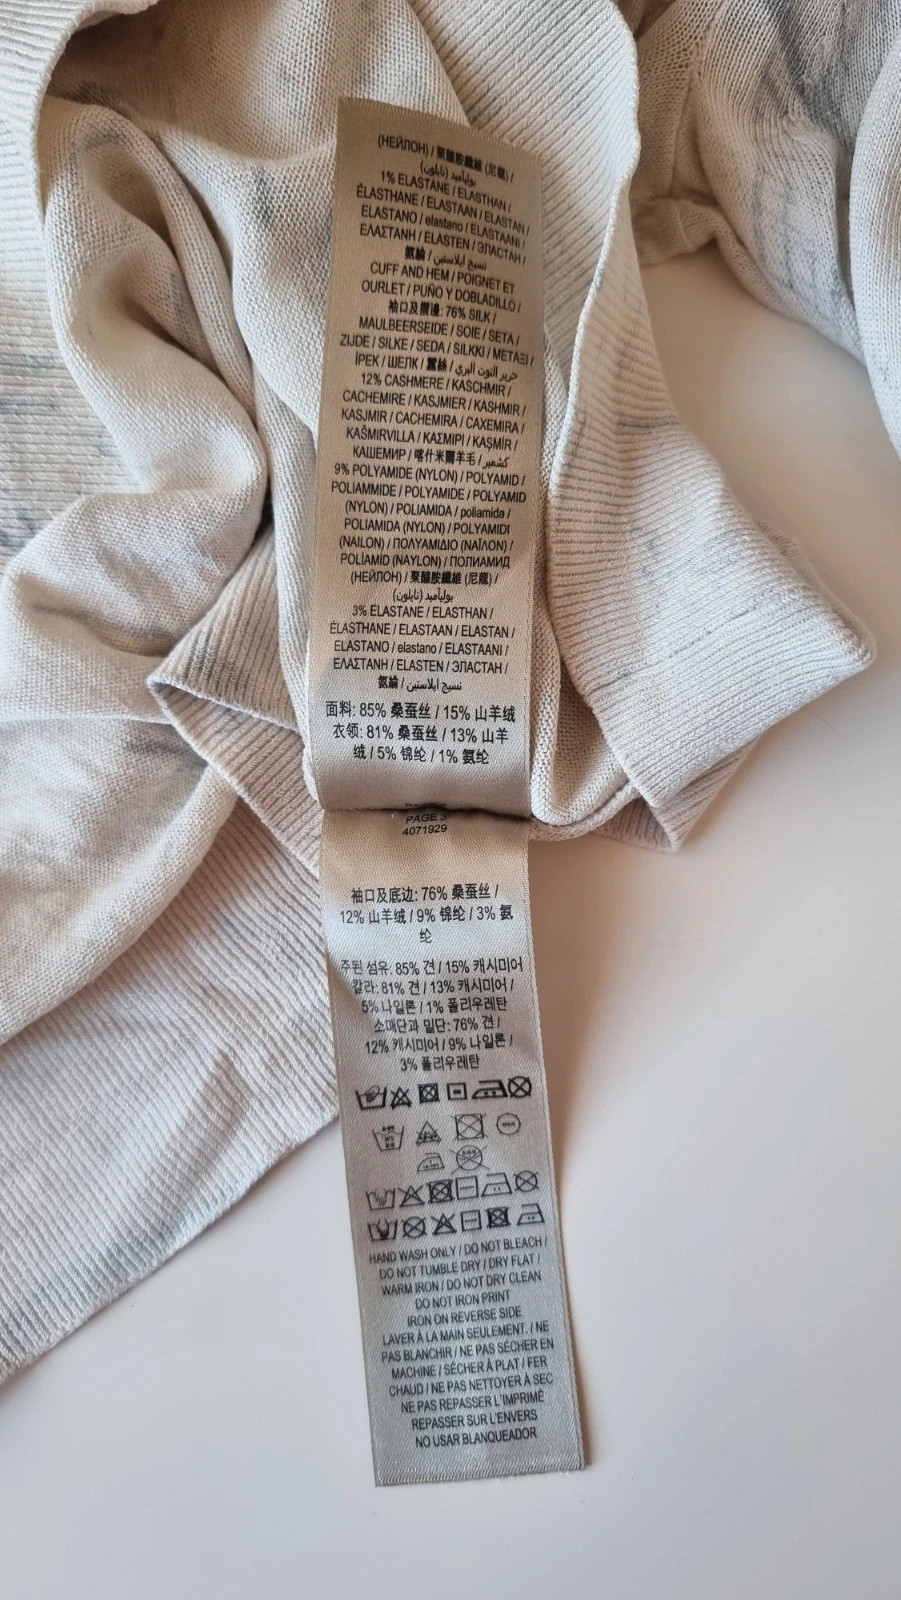 (НЕЙЛОН) / 聚醯胺纖維 (尼龍) /
بولياميد (نايلون)
1% ELASTANE / ELASTHAN /
ÉLASTHANE / ELASTAAN / ELASTAN /
ELASTANO / elastano / ELASTAANI /
ΕΛΑΣΤΑΝΗ / ELASTEN / ЭЛАСТАН /
氨綸 / نسيج ايلاستين
CUFF AND HEM / POIGNET ET
OURLET / PUÑO Y DOBLADILLO /
袖口及摺邊: 76% SILK /
MAULBEERSEIDE / SOIE / SETA /
ZIJDE / SILKE / SEDA / SILKKI / ΜΕΤΑΞΙ /
İPEK / ШЕЛК / 蠶絲 / حرير التوت البري
12% CASHMERE / KASCHMIR /
CACHEMIRE / KASJMIER / KASHMIR /
KASJMIR / CACHEMIRA / CAXEMIRA /
KAŠMIRVILLA / ΚΑΣΜΙΡΙ / KAŞMİR /
КАШЕМИР / 喀什米爾羊毛 / كشمير
9% POLYAMIDE (NYLON) / POLYAMID /
POLIAMMIDE / POLYAMIDE / POLYAMID
(NYLON) / POLIAMIDA / poliamida /
POLIAMIDA (NYLON) / POLYAMIDI
(NAILON) / ΠΟΛΥΑΜΙΔΙΟ (ΝΑΪΛΟΝ) /
POLİAMİD (NAYLON) / ПОЛИАМИД
(НЕЙЛОН) / 聚醯胺纖維 (尼龍) /
بولياميد (نايلون)
3% ELASTANE / ELASTHAN /
ÉLASTHANE / ELASTAAN / ELASTAN /
ELASTANO / elastano / ELASTAANI /
ΕΛΑΣΤΑΝΗ / ELASTEN / ЭЛАСТАН /
氨綸 / نسيج ايلاستين
面料: 85% 桑蚕丝 / 15% 山羊绒
衣领: 81% 桑蚕丝 / 13% 山羊
绒 / 5% 锦纶 / 1% 氨纶
PAGE 3
4071929
袖口及底边: 76% 桑蚕丝 /
12% 山羊绒 / 9% 锦纶 / 3% 氨
纶
주된 섬유: 85% 견 / 15% 캐시미어
칼라: 81% 견 / 13% 캐시미어 /
5% 나일론 / 1% 폴리우레탄
소매단과 밑단: 76% 견 /
12% 캐시미어 / 9% 나일론 /
3% 폴리우레탄
HAND WASH ONLY / DO NOT BLEACH /
DO NOT TUMBLE DRY / DRY FLAT /
WARM IRON / DO NOT DRY CLEAN
DO NOT IRON PRINT
IRON ON REVERSE SIDE
LAVER À LA MAIN SEULEMENT. / NE
PAS BLANCHIR / NE PAS SÉCHER EN
MACHINE / SÉCHER À PLAT / FER
CHAUD / NE PAS NETTOYER À SEC
NE PAS REPASSER L'IMPRIMÉ
REPASSER SUR L'ENVERS
NO USAR BLANQUEADOR